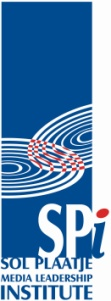 SPi
SOL PLAATJE
MEDIA LEADERSHIP
INSTITUTE